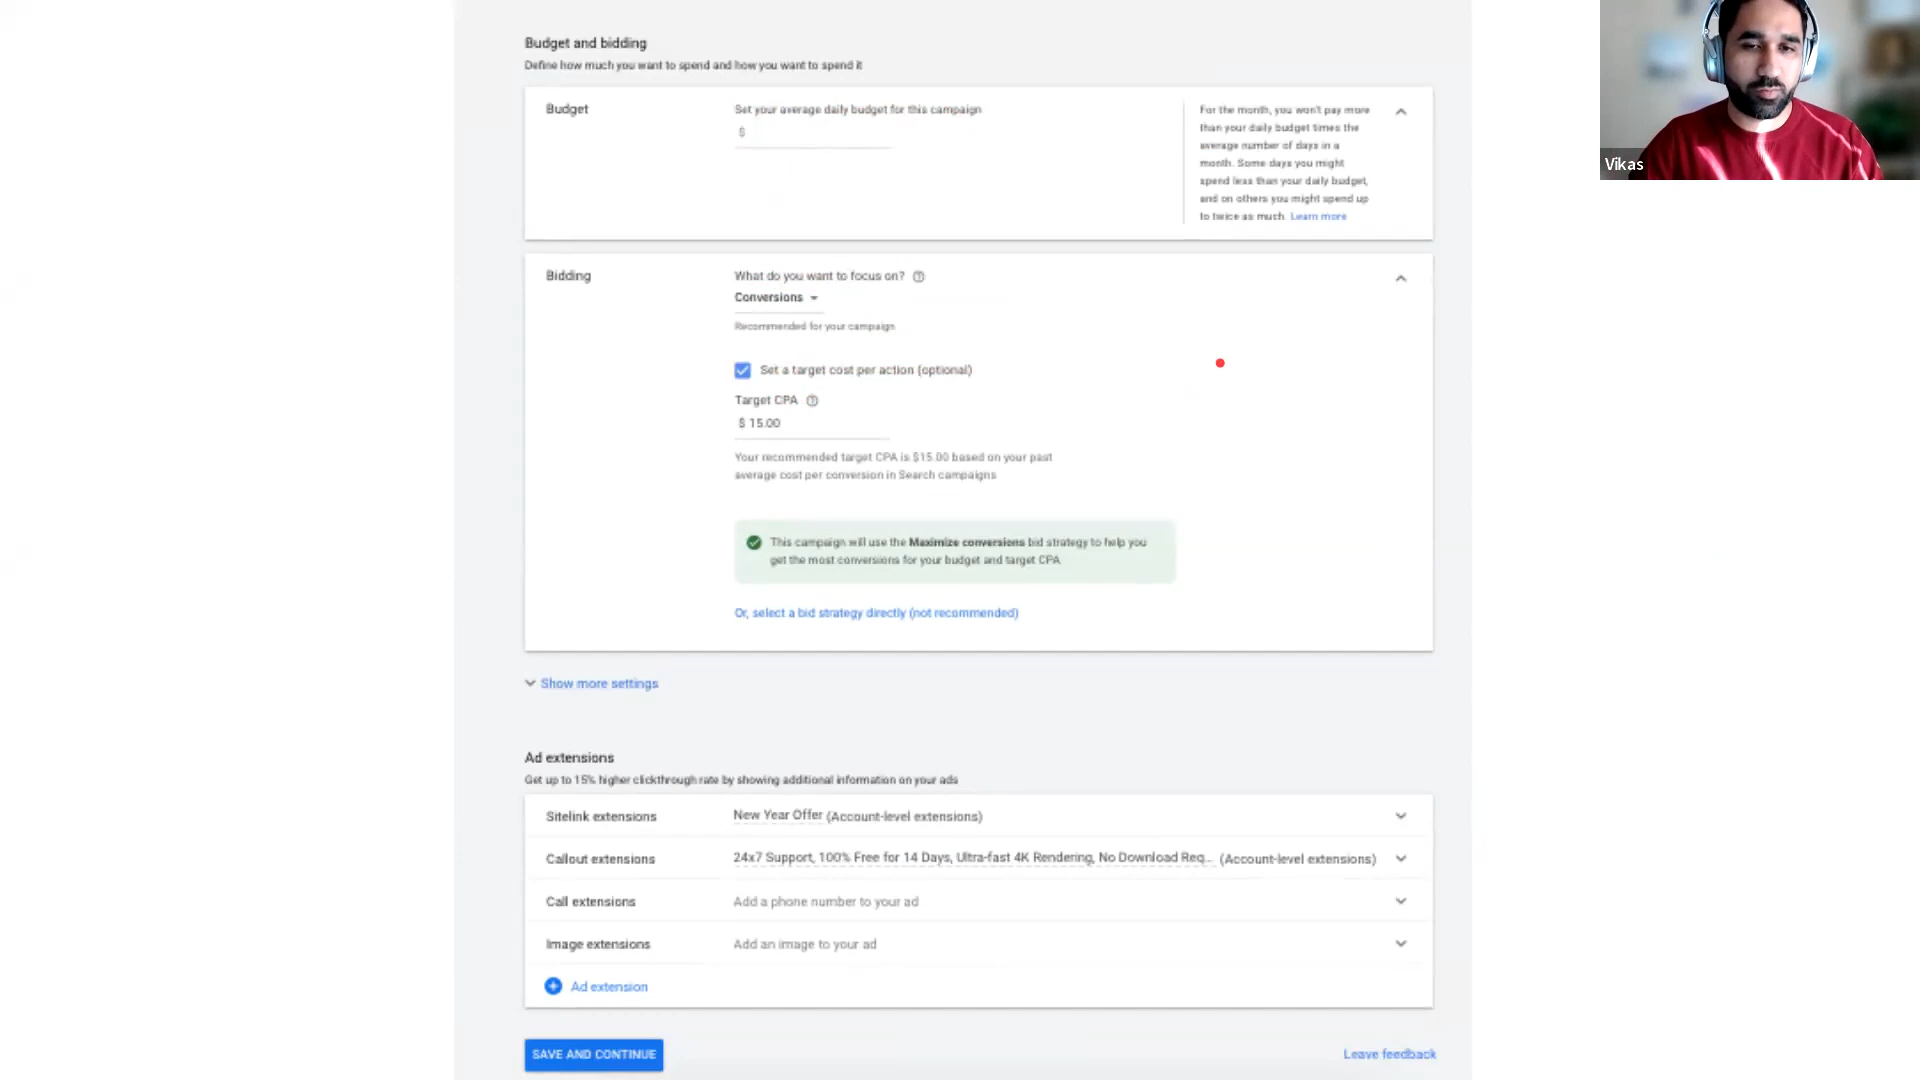 Budget and bidding
Define how much you want to spend and how you want to spend it
Budget
Set your average daily budget for this campaign
$
For the month, you won't pay more
than your daily budget times the
average number of days in a
month. Some days you might
spend less than your daily budget,
and on others you might spend up
to twice as much. Learn more
Vikas
Bidding
What do you want to focus on?
Conversions
Recommended for your campaign
Set a target cost per action (optional)
Target CPA
$ 15.00
Your recommended target CPA is $15.00 based on your past
average cost per conversion in Search campaigns
This campaign will use the Maximize conversions bid strategy to help you
get the most conversions for your budget and target CPA
Or, select a bid strategy directly (not recommended)
Show more settings
Ad extensions
Get up to 15% higher clickthrough rate by showing additional information on your ads
Sitelink extensions
New Year Offer (Account-level extensions)
Callout extensions
24x7 Support, 100% Free for 14 Days, Ultra-fast 4K Rendering, No Download Req... (Account-level extensions)
Call extensions
Add a phone number to your ad
Image extensions
Add an image to your ad
Ad extension
SAVE AND CONTINUE
Leave feedback